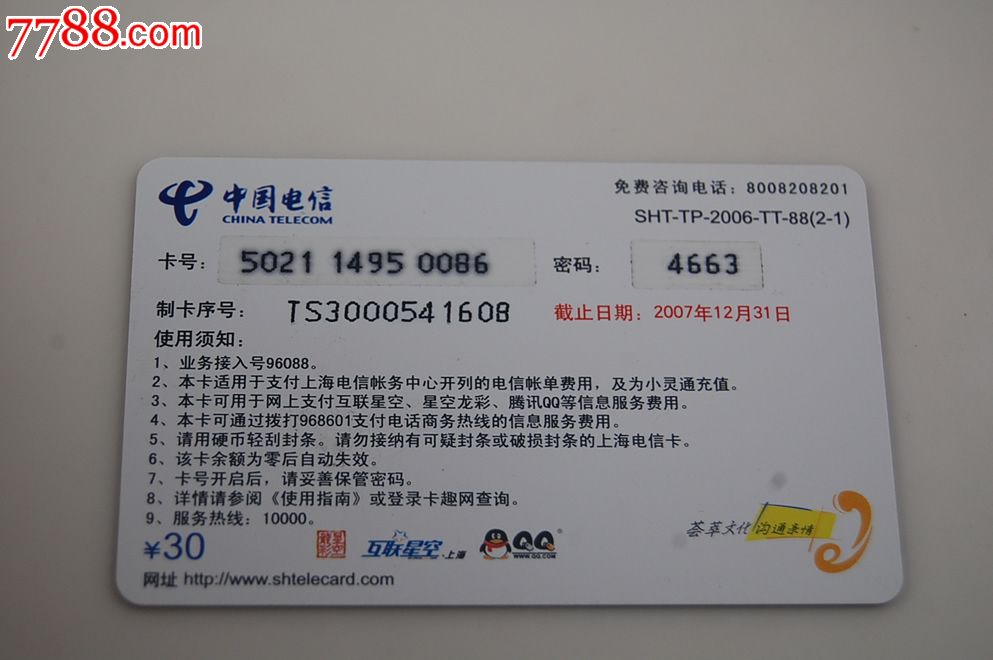 7788.com
中国电信
CHINA TELECOM
免费咨询电话：8008208201
SHT-TP-2006-TT-88(2-1)
卡号： 5021 1495 0086 密码： 4663
制卡序号： TS3000541608 截止日期：2007年12月31日
使用须知：
1、业务接入号96088。
2、本卡适用于支付上海电信帐务中心开列的电信帐单费用，及为小灵通充值。
3、本卡可用于网上支付互联星空、星空龙彩、腾讯QQ等信息服务费用。
4、本卡可通过拨打968601支付电话商务热线的信息服务费用。
5、请用硬币轻刮封条。请勿接纳有可疑封条或破损封条的上海电信卡。
6、该卡余额为零后自动失效。
7、卡号开启后，请妥善保管密码。
8、详情请参阅《使用指南》或登录卡趣网查询。
9、服务热线：10000。
¥30 互联星空.上海 QQ
WWW.QQ.COM
荟萃文化 沟通亲情
网址 http://www.shtelecard.com